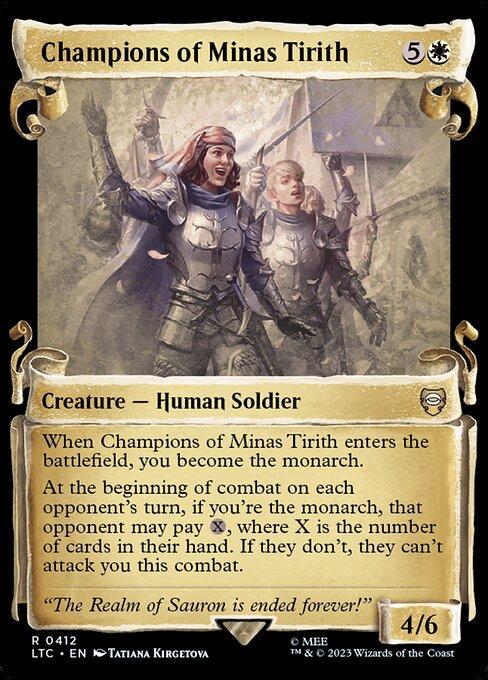 Champions of Minas Tirith 5
Creature — Human Soldier
When Champions of Minas Tirith enters the
battlefield, you become the monarch.
At the beginning of combat on each
opponent's turn, if you're the monarch, that
opponent may pay X, where X is the number
of cards in their hand. If they don't, they can't
attack you this combat.
"The Realm of Sauron is ended forever!"
4/6
R 0412
LTC • EN Tatiana Kirgetova
© MEE
™ & © 2023 Wizards of the Coast